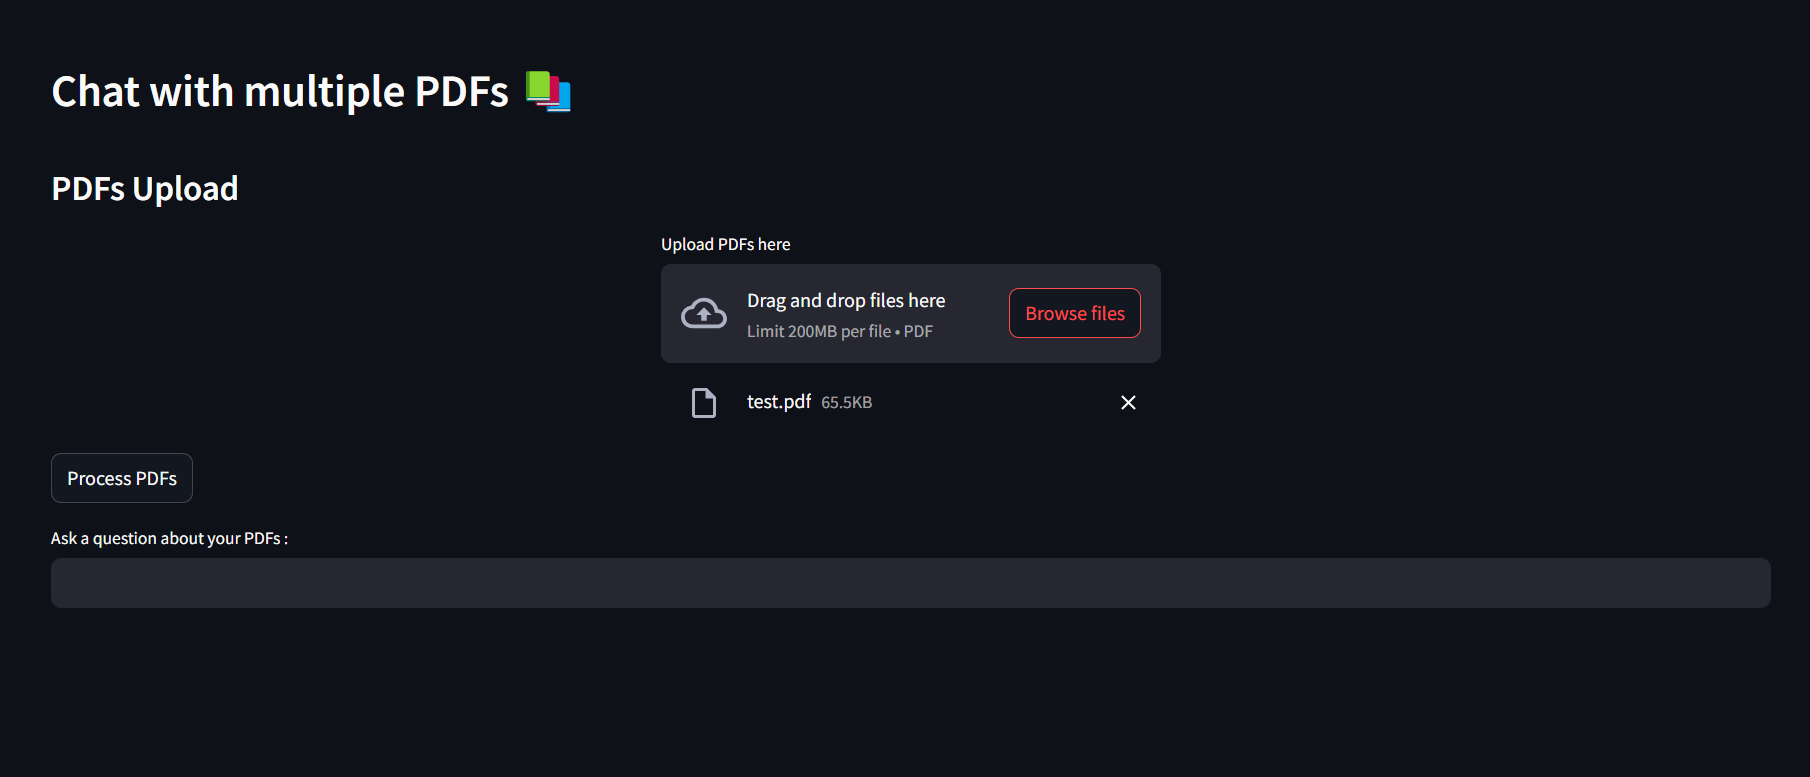 Chat with multiple PDFs 📚
PDFs Upload
Upload PDFs here
Drag and drop files here
Limit 200MB per file • PDF
Browse files
test.pdf 65.5KB
Process PDFs
Ask a question about your PDFs :